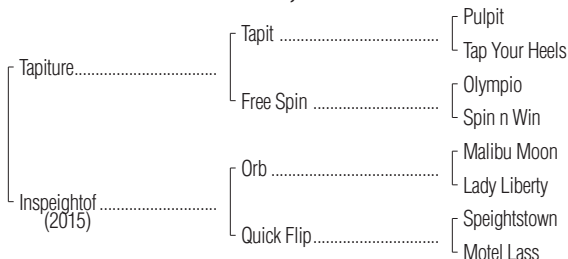 Pulpit
Tapit
Tap Your Heels
Tapiture
Olympio
Free Spin
Spin n Win
Malibu Moon
Orb
Lady Liberty
Inspeightof
(2015)
Speightstown
Quick Flip
Motel Lass